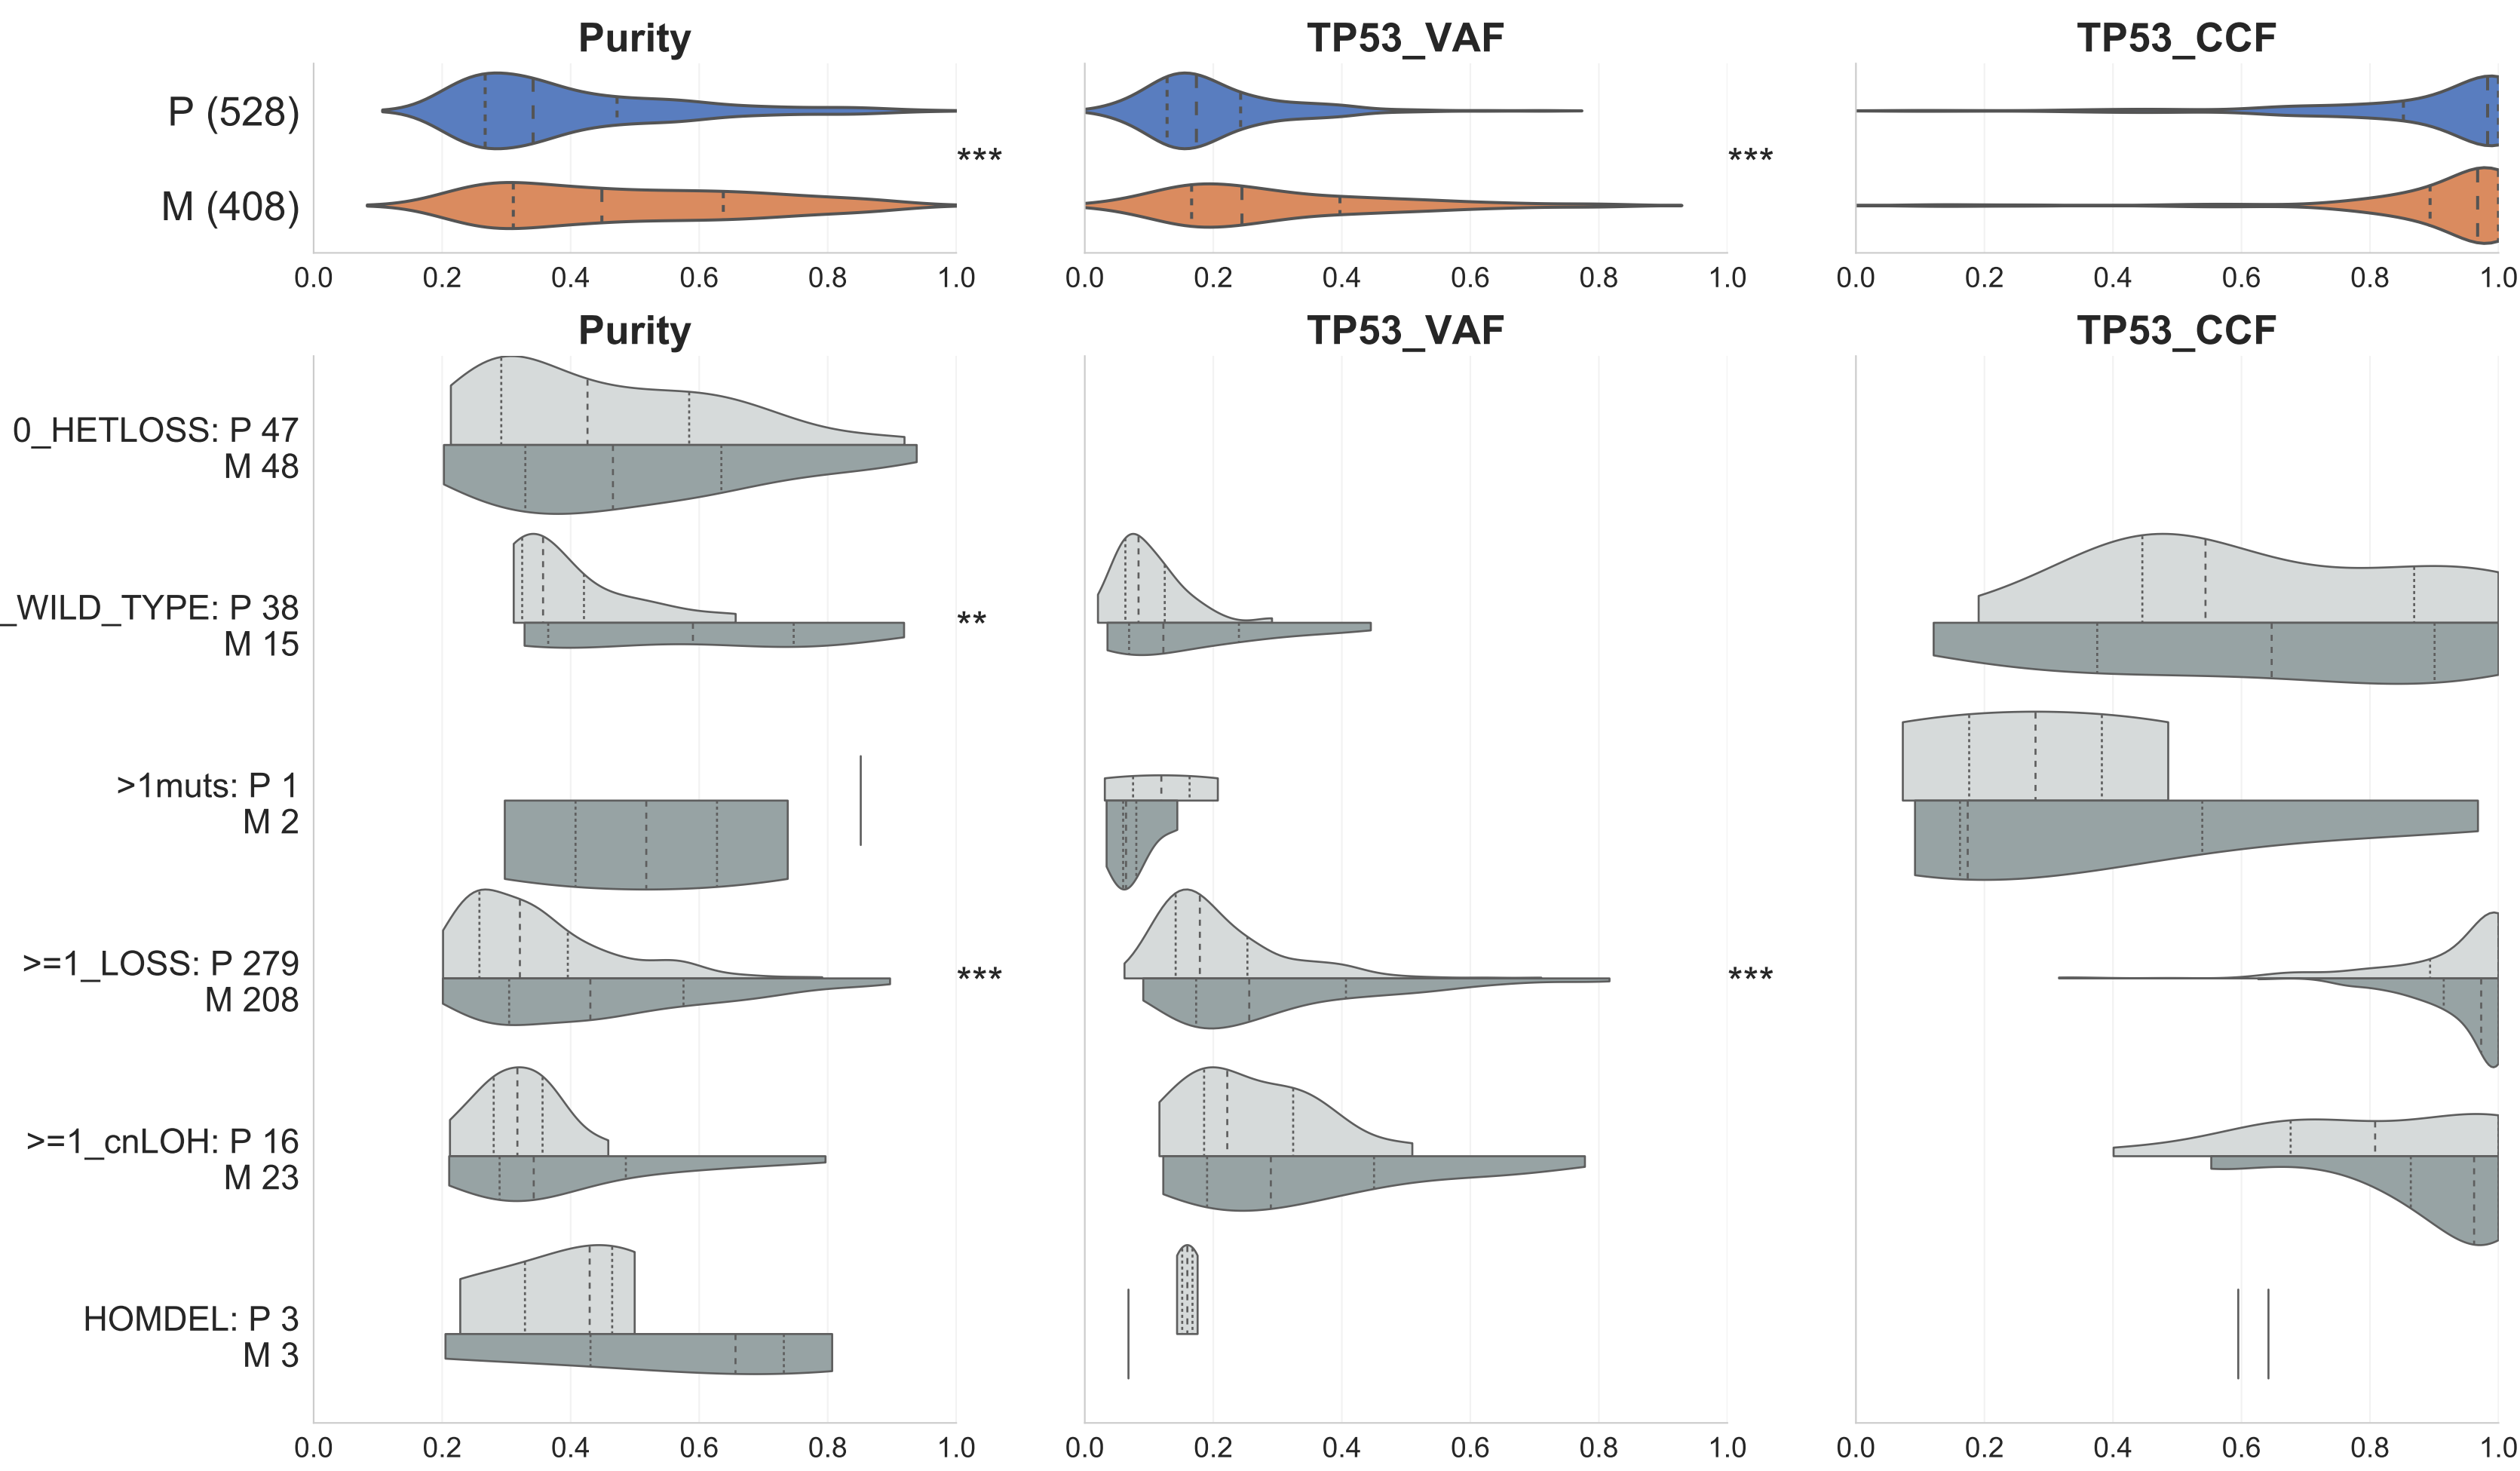 Purity TP53_VAF TP53_CCF
P (528)
*** ***
M (408)
0.0 0.2 0.4 0.6 0.8 1.0 0.0 0.2 0.4 0.6 0.8 1.0 0.0 0.2 0.4 0.6 0.8 1.0
Purity TP53_VAF TP53_CCF
0_HETLOSS: P 47
M 48
_WILD_TYPE: P 38
**
M 15
>1muts: P 1
M 2
>=1_LOSS: P 279
*** ***
M 208
>=1_cnLOH: P 16
M 23
HOMDEL: P 3
M 3
0.0 0.2 0.4 0.6 0.8 1.0 0.0 0.2 0.4 0.6 0.8 1.0 0.0 0.2 0.4 0.6 0.8 1.0